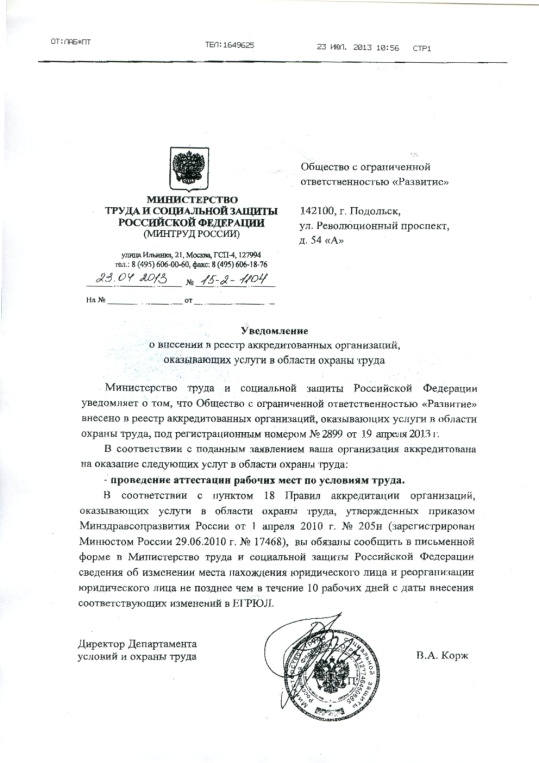 ОТ:ЛАБ*ПТ ТЕЛ:1649625 23 ИЮЛ. 2013 10:56 СТР1
МИНИСТЕРСТВО
ТРУДА И СОЦИАЛЬНОЙ ЗАЩИТЫ
РОССИЙСКОЙ ФЕДЕРАЦИИ
(МИНТРУД РОССИИ)
улица Ильинка, 21, Москва, ГСП-4, 127994
тел.: 8 (495) 606-00-60, факс: 8 (495) 606-18-76
23.04 2013 № 15-2-1104
На № от
Общество с ограниченной
ответственностью «Развитис»
142100, г. Подольск,
ул. Революционный проспект,
д. 54 «А»
Уведомление
о внесении в реестр аккредитованных организаций,
оказывающих услуги в области охраны труда
Министерство труда и социальной защиты Российской Федерации
уведомляет о том, что Общество с ограниченной ответственностью «Развитие»
внесено в реестр аккредитованных организаций, оказывающих услуги в области
охраны труда, под регистрационным номером № 2899 от 19 апреля 2013 г.
В соответствии с поданным заявлением ваша организация аккредитована
на оказание следующих услуг в области охраны труда:
- проведение аттестации рабочих мест по условиям труда.
В соответствии с пунктом 18 Правил аккредитации организаций,
оказывающих услуги в области охраны труда, утвержденных приказом
Минздравсоцразвития России от 1 апреля 2010 г. № 205н (зарегистрирован
Минюстом России 29.06.2010 г. № 17468), вы обязаны сообщить в письменной
форме в Министерство труда и социальной защиты Российской Федерации
сведения об изменении места нахождения юридического лица и реорганизации
юридического лица не позднее чем в течение 10 рабочих дней с даты внесения
соответствующих изменений в ЕГРЮЛ.
Директор Департамента
условий и охраны труда
В.А. Корж